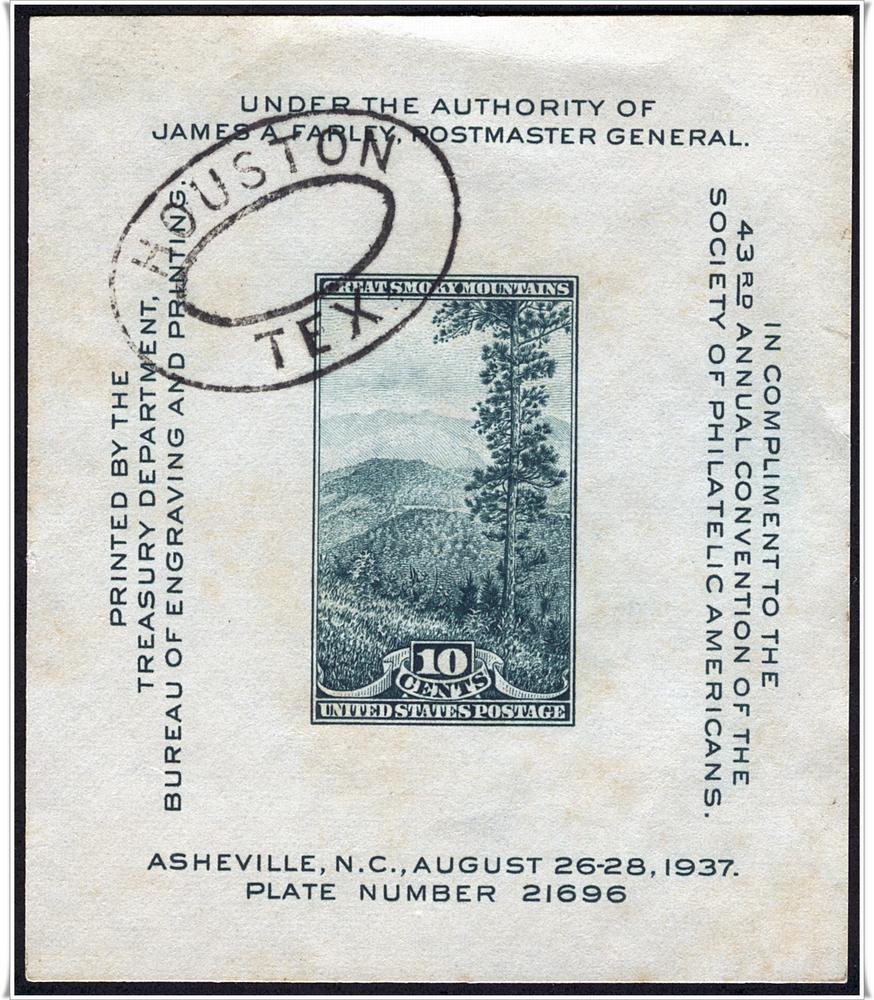 UNDER THE AUTHORITY OF
JAMES A. FARLEY, POSTMASTER GENERAL.
HOUSTON
TEX.
PRINTED BY THE
TREASURY DEPARTMENT,
BUREAU OF ENGRAVING AND PRINTING.
GREAT SMOKY MOUNTAINS
10
CENTS
UNITED STATES POSTAGE
IN COMPLIMENT TO THE
43RD ANNUAL CONVENTION OF THE
SOCIETY OF PHILATELIC AMERICANS.
ASHEVILLE, N.C., AUGUST 26-28, 1937.
PLATE NUMBER 21696